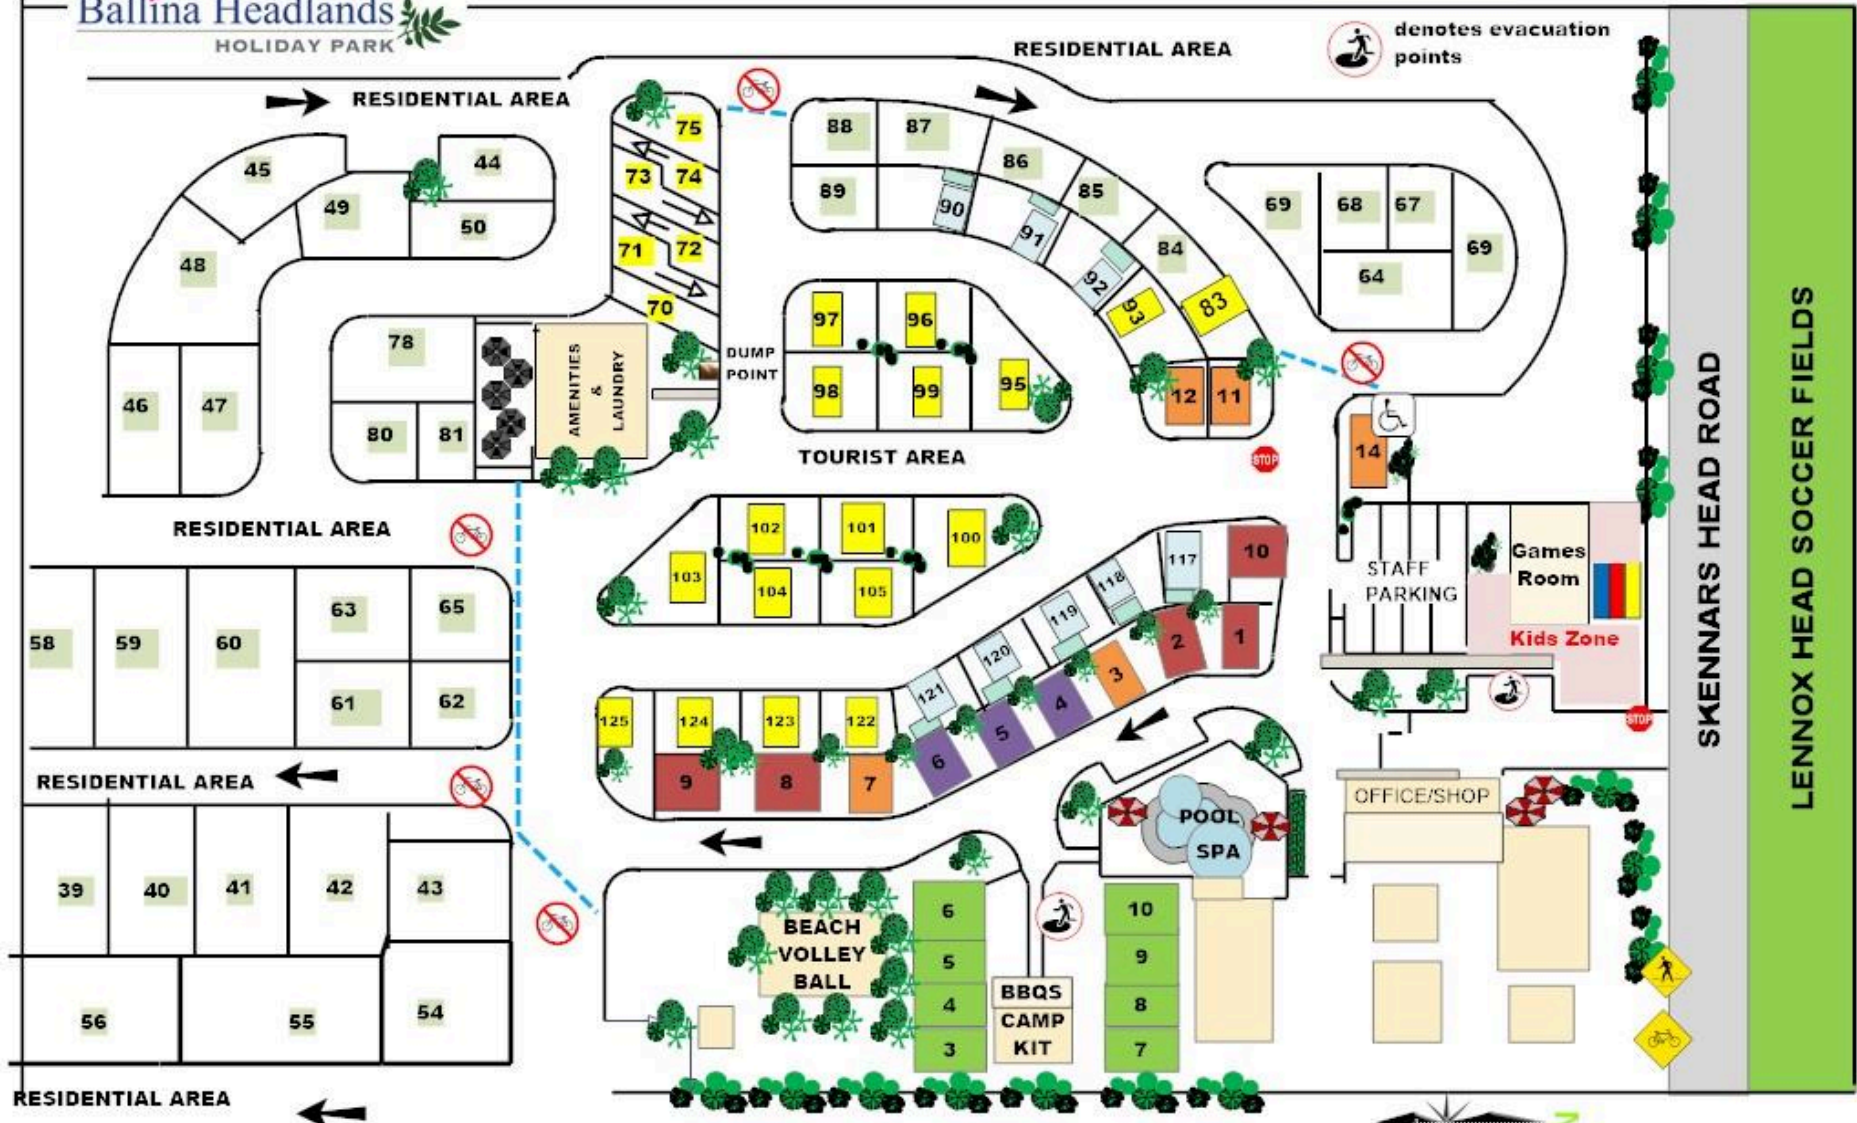 Ballina Headlands
HOLIDAY PARK
RESIDENTIAL AREA
denotes evacuation
points
RESIDENTIAL AREA
75
88
87
86
85
84
83
45
44
49
50
48
73
74
71
72
70
89
90
91
92
93
69
68
67
64
69
78
80
81
46
47
AMENITIES
&
LAUNDRY
DUMP
POINT
97
96
98
99
95
12
11
14
TOURIST AREA
STOP
RESIDENTIAL AREA
102
101
100
103
104
105
117
10
118
119
120
121
1
2
3
4
5
6
STAFF
PARKING
Games
Room
Kids Zone
STOP
SKENNARS HEAD ROAD
LENNOX HEAD SOCCER FIELDS
58
59
60
63
65
61
62
125
124
123
122
9
8
7
RESIDENTIAL AREA
POOL
SPA
OFFICE/SHOP
39
40
41
42
43
56
55
54
BEACH
VOLLEY
BALL
6
5
4
3
BBQS
CAMP
KIT
10
9
8
7
RESIDENTIAL AREA
N